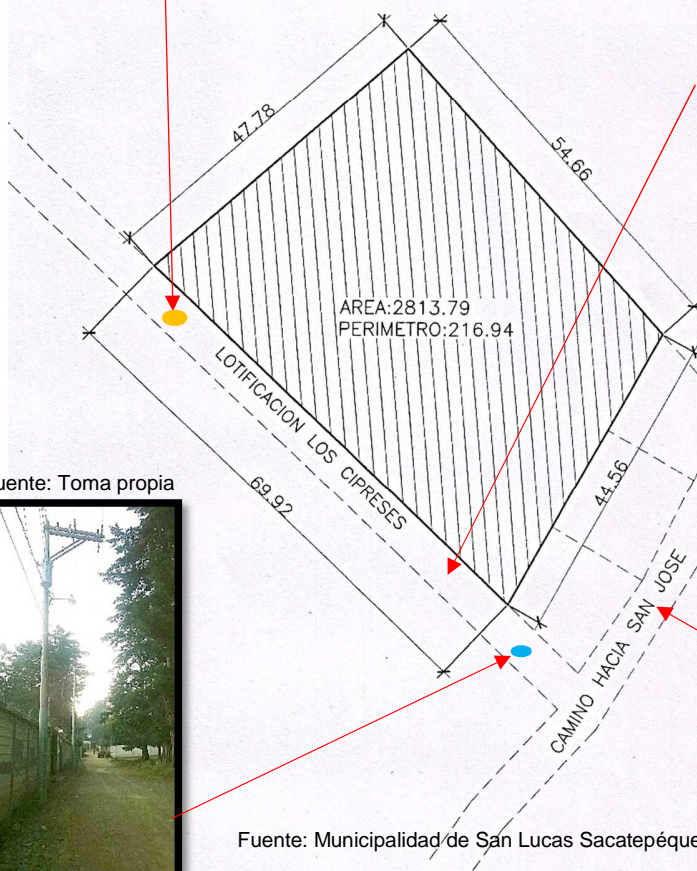 47.78
54.66
AREA:2813.79
PERIMETRO:216.94
LOTIFICACION LOS CIPRESES
69.92
44.56
uente: Toma propia
CAMINO HACIA SAN JOSE
Fuente: Municipalidad de San Lucas Sacatepéque